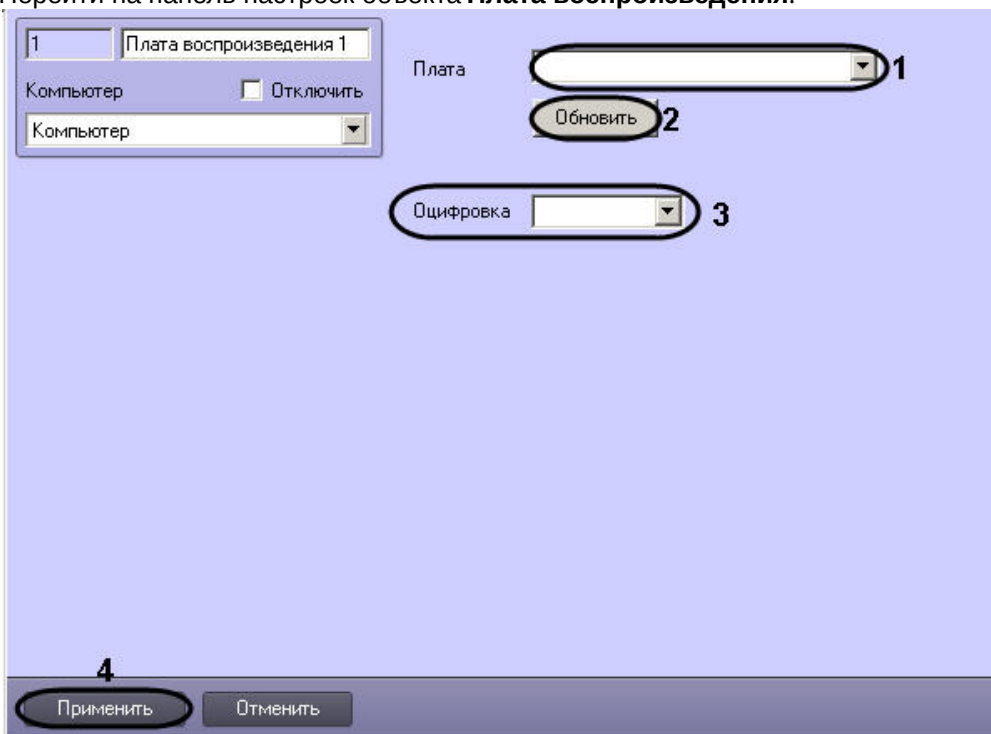 Перейти на панель настроек объекта Плата воспроизведения.
1 Плата воспроизведения 1
Плата 1
Компьютер Отключить
Обновить 2
Компьютер
Оцифровка 3
4
Применить Отменить